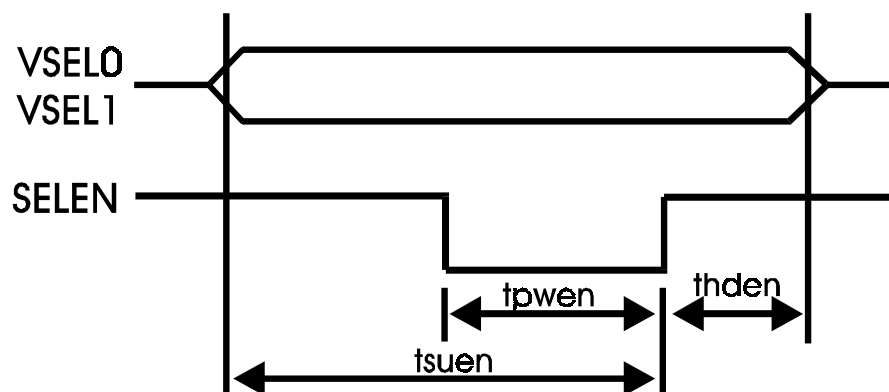 VSEL0
VSEL1
SELEN
tpwen
thden
tsuen